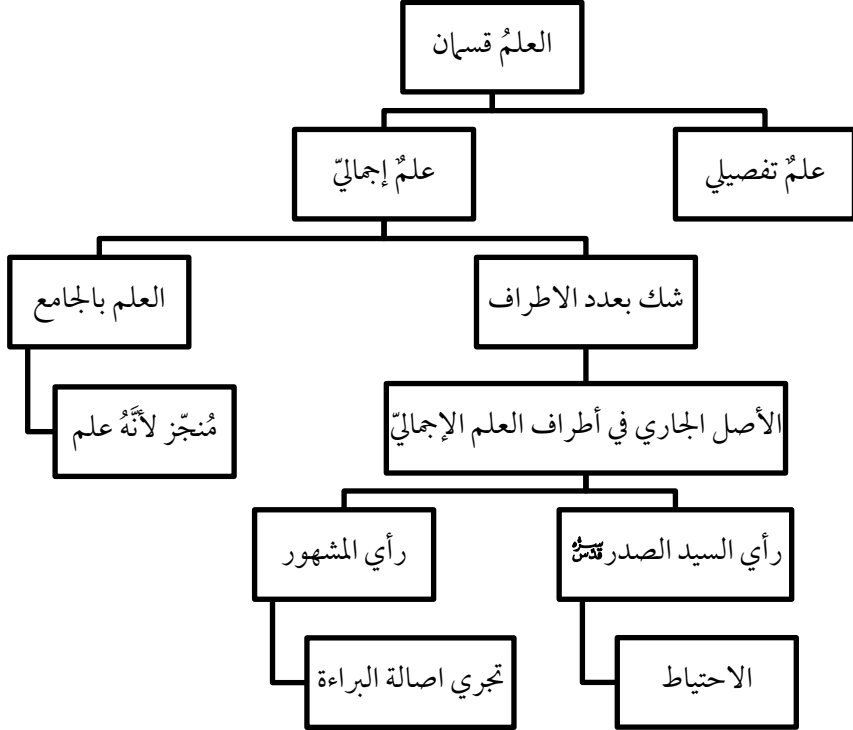 العلمُ قسمان
علمٌ تفصيلي
علمٌ إجماليّ
شك بعدد الاطراف
العلم بالجامع
الأصل الجاري في أطراف العلم الإجماليّ
مُنجّز لأنَّهُ علم
رأي السيد الصدر قدس سره
رأي المشهور
الاحتياط
تجري اصالة البراءة